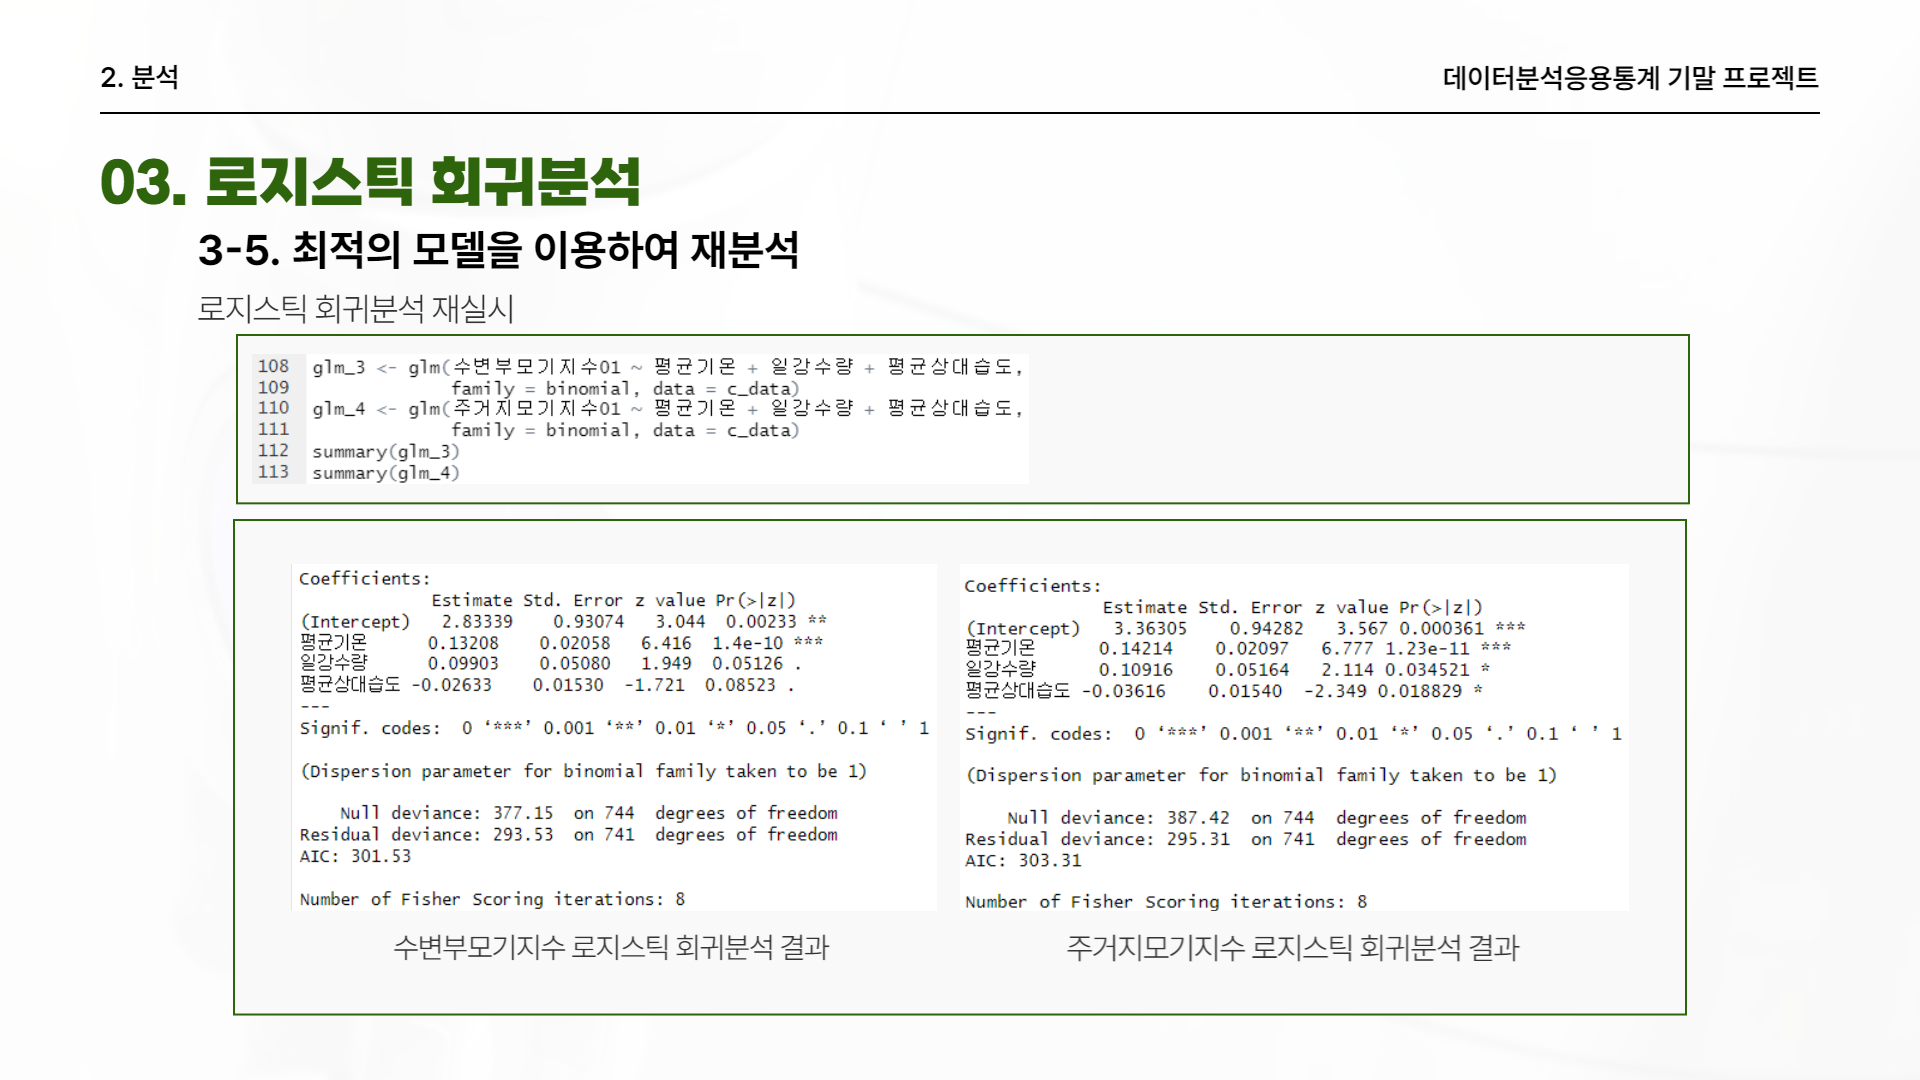 2. 분석
데이터분석응용통계 기말 프로젝트
03. 로지스틱 회귀분석
3-5. 최적의 모델을 이용하여 재분석
로지스틱 회귀분석 재실시
108 glm_3 <- glm(수변부모기지수01 ~ 평균기온 + 일강수량 + 평균상대습도,
109 family = binomial, data = c_data)
110 glm_4 <- glm(주거지모기지수01 ~ 평균기온 + 일강수량 + 평균상대습도,
111 family = binomial, data = c_data)
112 summary(glm_3)
113 summary(glm_4)
Coefficients:
Estimate Std. Error z value Pr(>|z|)
(Intercept) 2.83339 0.93074 3.044 0.00233 **
평균기온 0.13208 0.02058 6.416 1.4e-10 ***
일강수량 0.09903 0.05080 1.949 0.05126 .
평균상대습도 -0.02633 0.01530 -1.721 0.08523 .
---
Signif. codes: 0 ‘***’ 0.001 ‘**’ 0.01 ‘*’ 0.05 ‘.’ 0.1 ‘ ’ 1
(Dispersion parameter for binomial family taken to be 1)
Null deviance: 377.15 on 744 degrees of freedom
Residual deviance: 293.53 on 741 degrees of freedom
AIC: 301.53
Number of Fisher Scoring iterations: 8
수변부모기지수 로지스틱 회귀분석 결과
Coefficients:
Estimate Std. Error z value Pr(>|z|)
(Intercept) 3.36305 0.94282 3.567 0.000361 ***
평균기온 0.14214 0.02097 6.777 1.23e-11 ***
일강수량 0.10916 0.05164 2.114 0.034521 *
평균상대습도 -0.03616 0.01540 -2.349 0.018829 *
---
Signif. codes: 0 ‘***’ 0.001 ‘**’ 0.01 ‘*’ 0.05 ‘.’ 0.1 ‘ ’ 1
(Dispersion parameter for binomial family taken to be 1)
Null deviance: 387.42 on 744 degrees of freedom
Residual deviance: 295.31 on 741 degrees of freedom
AIC: 303.31
Number of Fisher Scoring iterations: 8
주거지모기지수 로지스틱 회귀분석 결과